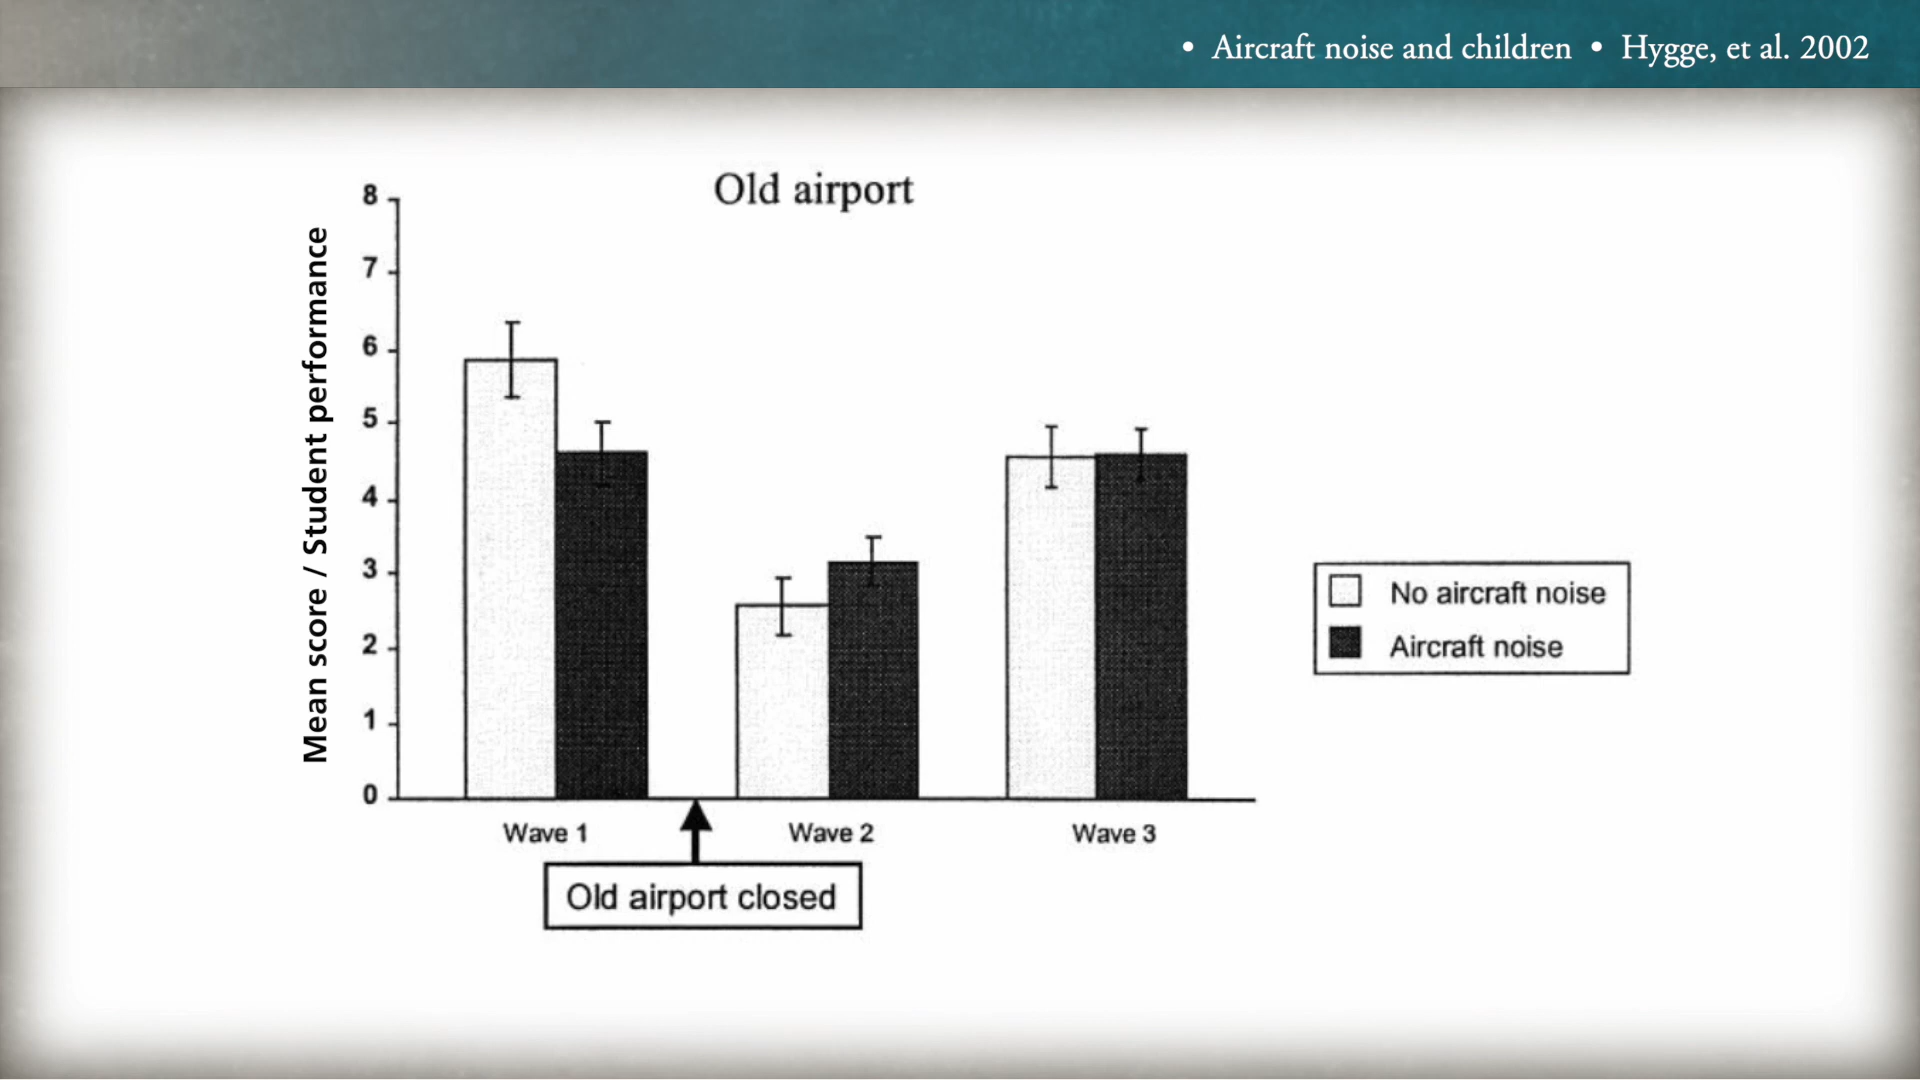 • Aircraft noise and children • Hygge, et al. 2002
Old airport
Mean score / Student performance
8
7
6
5
4
3
2
1
0
Wave 1 Wave 2 Wave 3
Old airport closed
No aircraft noise
Aircraft noise